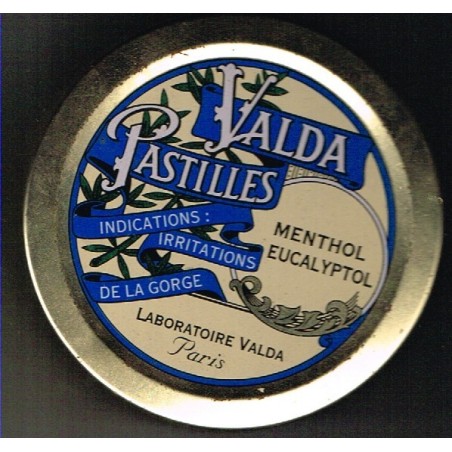 VALDA
PASTILLES
INDICATIONS :
IRRITATIONS
DE LA GORGE
MENTHOL
EUCALYPTOL
LABORATOIRE VALDA
Paris